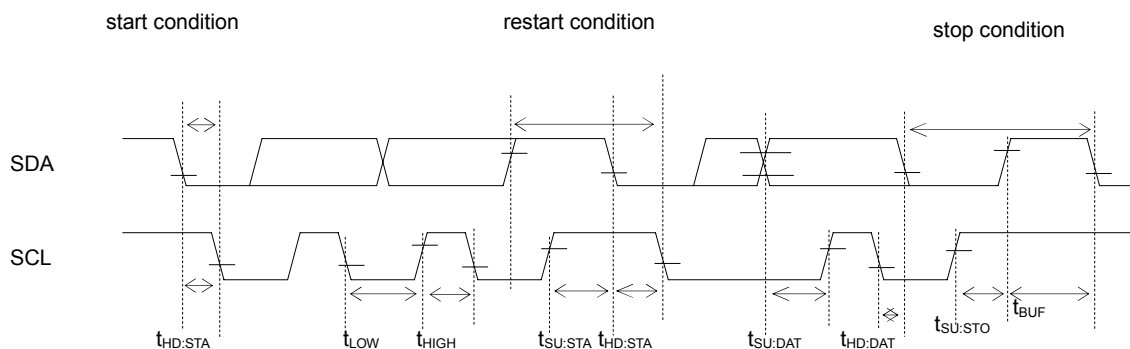 start condition
restart condition
stop condition
SDA
SCL
tHD:STA
tLOW
tHIGH
tSU:STA
tHD:STA
tSU:DAT
tHD:DAT
tSU:STO
tBUF